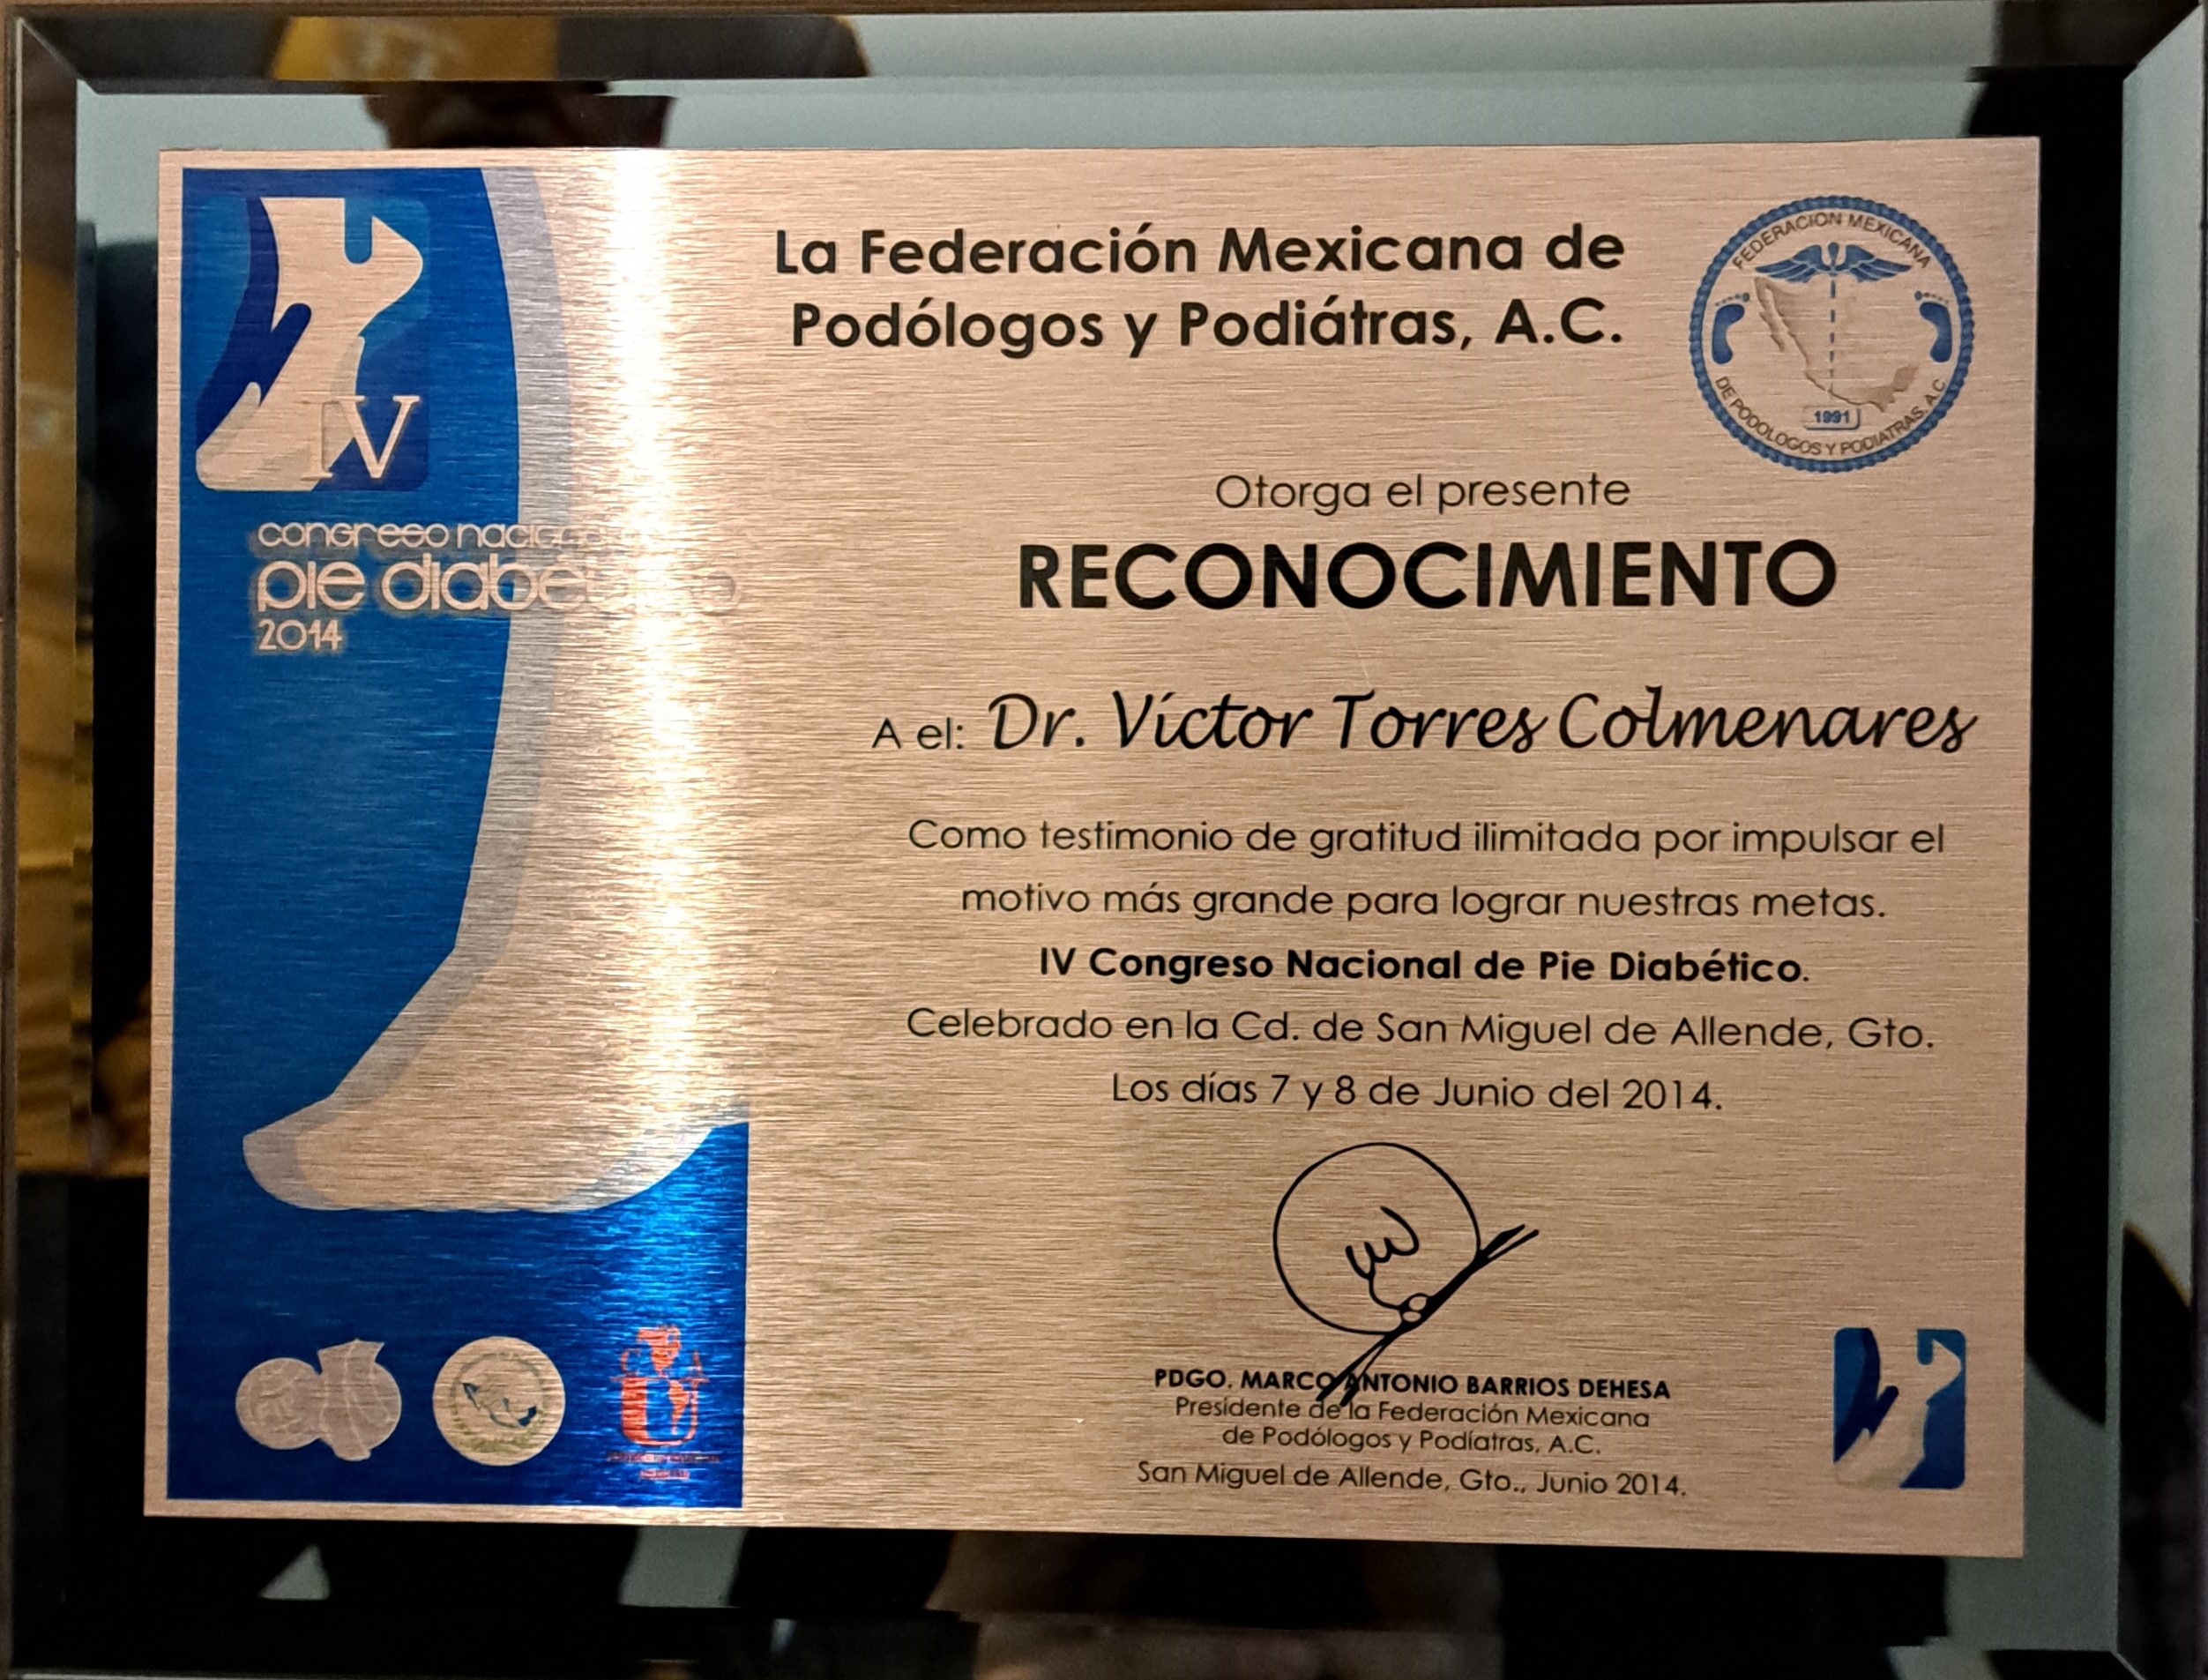 IV
congreso nacional
pie diabético
2014
La Federación Mexicana de
Podólogos y Podiátras, A.C.
FEDERACION MEXICANA
DE PODOLOGOS Y PODIATRAS, A.C.
1991
Otorga el presente
RECONOCIMIENTO
A el: Dr. Víctor Torres Colmenares
Como testimonio de gratitud ilimitada por impulsar el
motivo más grande para lograr nuestras metas.
IV Congreso Nacional de Pie Diabético.
Celebrado en la Cd. de San Miguel de Allende, Gto.
Los días 7 y 8 de Junio del 2014.
PDGO. MARCO ANTONIO BARRIOS DEHESA
Presidente de la Federación Mexicana
de Podólogos y Podíatras, A.C.
San Miguel de Allende, Gto., Junio 2014.